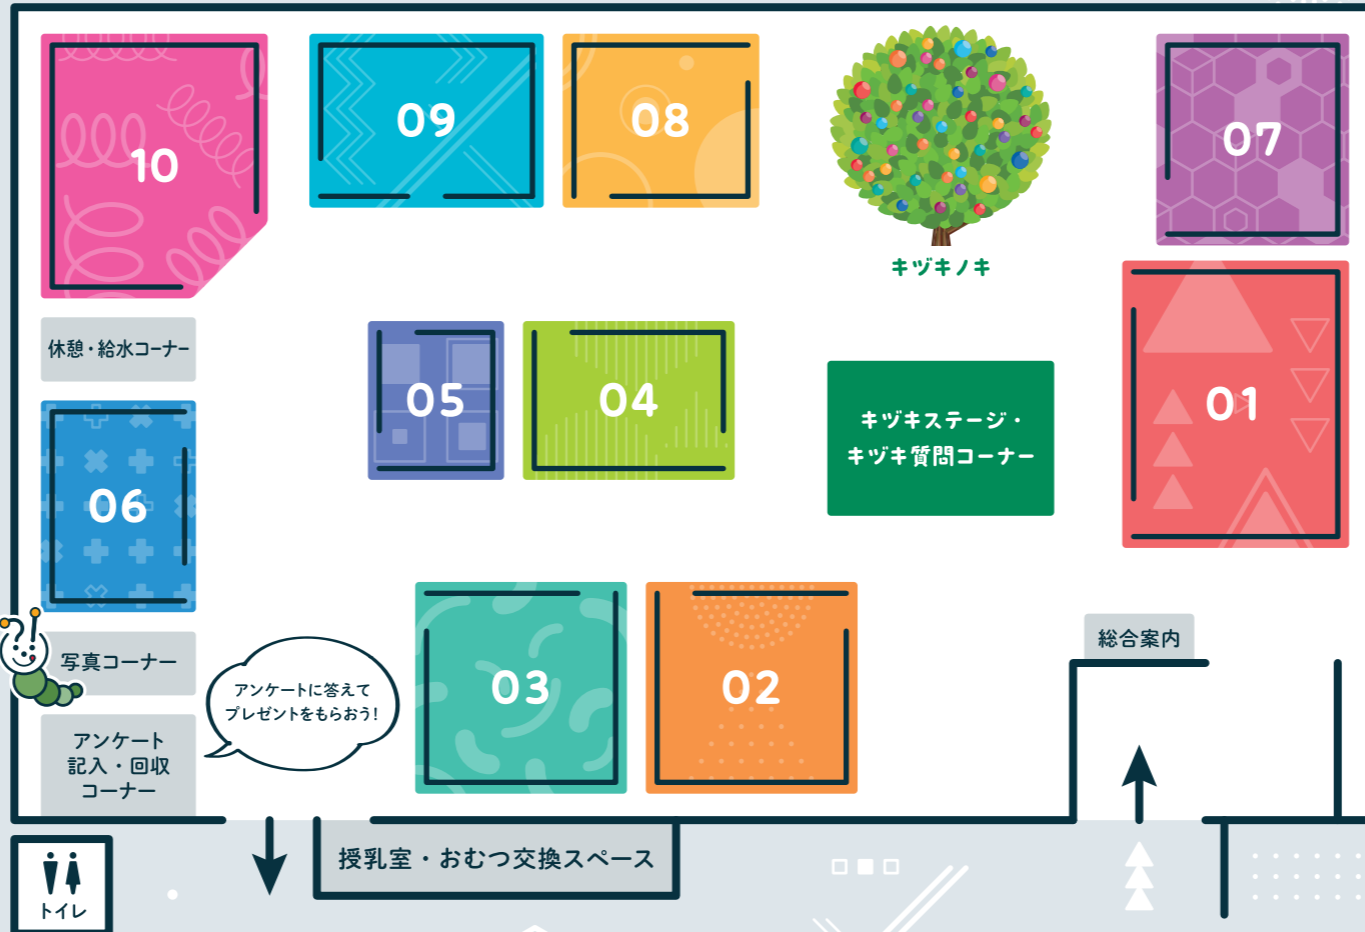 10
09
08
07
キヅキノキ
休憩・給水コーナー
05
04
キヅキステージ・
キヅキ質問コーナー
01
06
写真コーナー
アンケートに答えて
プレゼントをもらおう!
03
02
総合案内
アンケート
記入・回収
コーナー
授乳室・おむつ交換スペース
トイレ